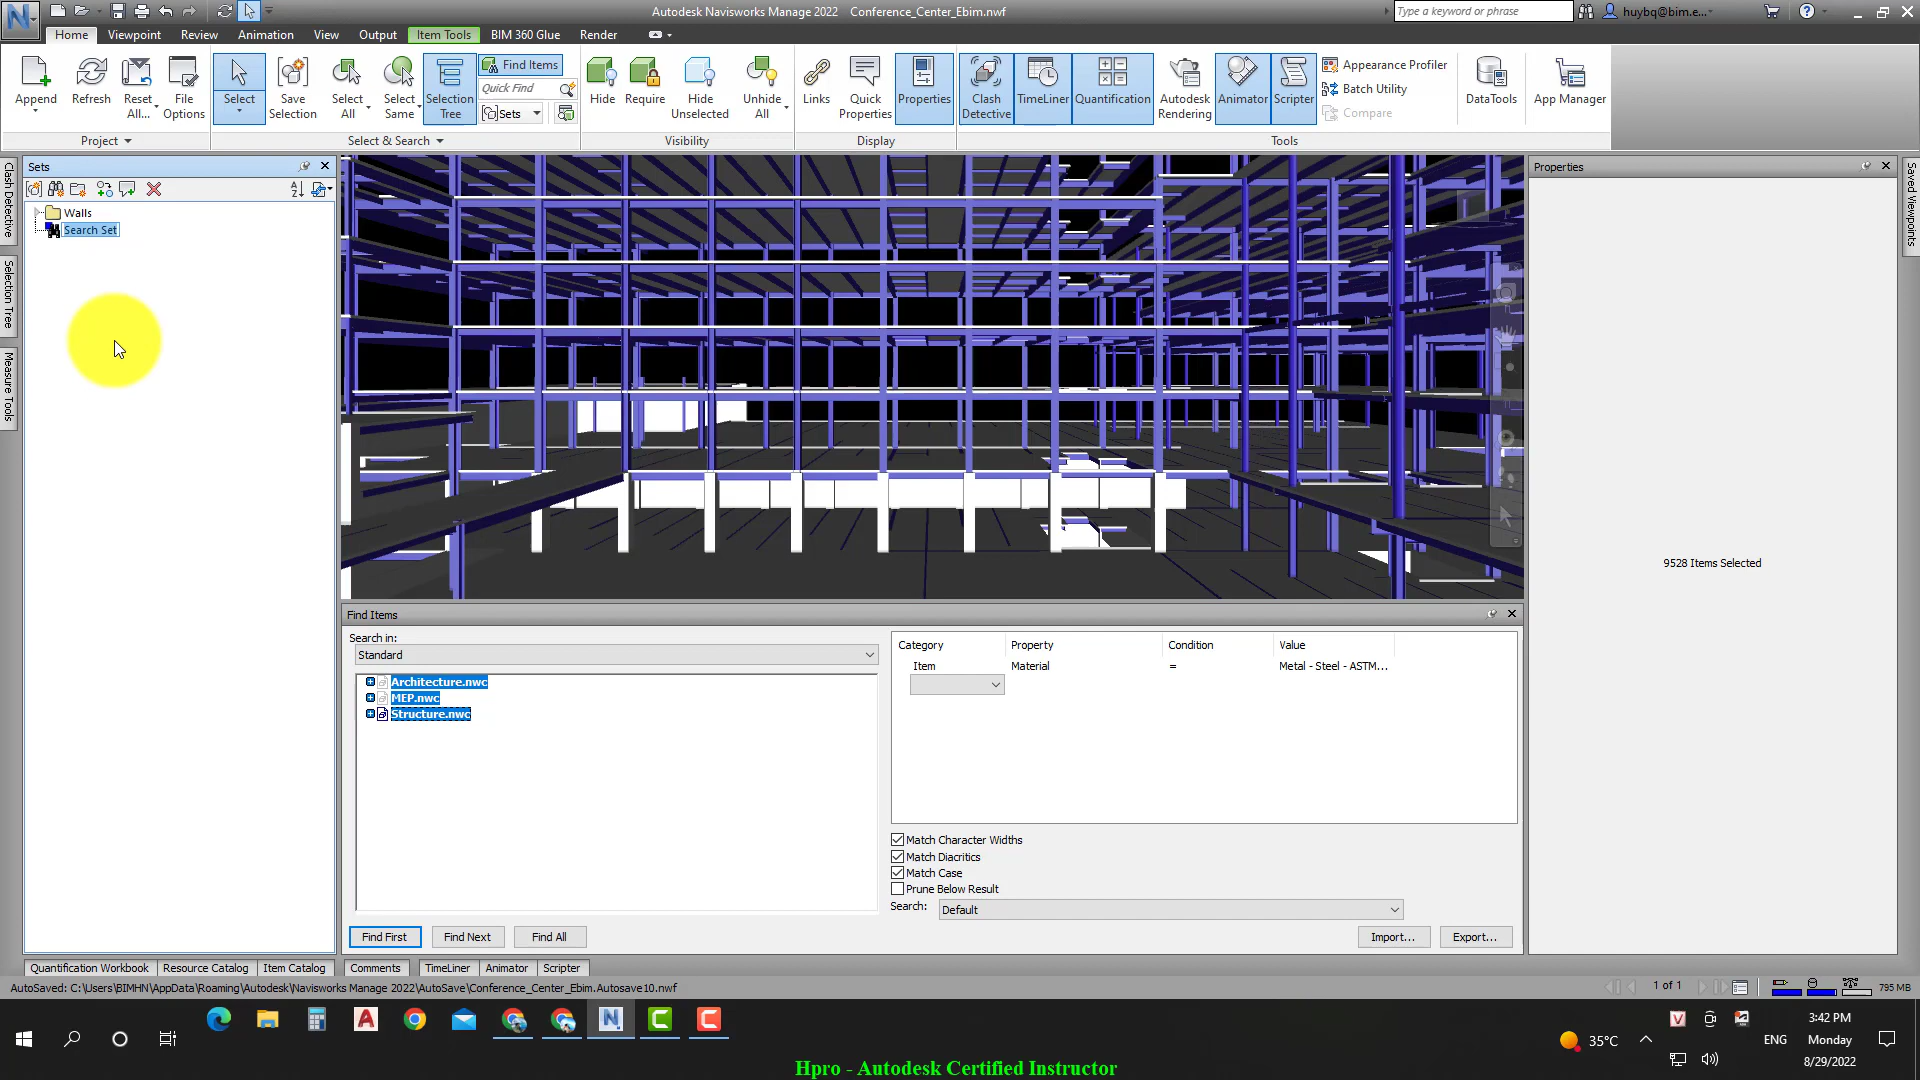 Autodesk Navisworks Manage 2022    Conference_Center_Ebim.nwf
Type a keyword or phrase
huybq@bim.e...
Home Viewpoint Review Animation View Output Item Tools BIM 360 Glue Render
Append
Refresh
Reset All...
File Options
Project
Select
Save Selection
Select All
Select Same
Selection Tree
Find Items
Quick Find
Sets
Select & Search
Hide
Require
Hide Unselected
Unhide All
Visibility
Links
Quick Properties
Properties
Display
Clash Detective
TimeLiner
Quantification
Autodesk Rendering
Animator
Scripter
Appearance Profiler
Batch Utility
Compare
Tools
DataTools
App Manager
Clash Detective
Selection Tree
Measure Tools
Sets
Walls
Search Set
Properties
9528 Items Selected
Saved Viewpoints
Find Items
Search in:
Standard
Architecture.nwc
MEP.nwc
Structure.nwc
Category Property Condition Value
Item Material = Metal - Steel - ASTM...
Match Character Widths
Match Diacritics
Match Case
Prune Below Result
Search: Default
Find First Find Next Find All
Import... Export...
Quantification Workbook Resource Catalog Item Catalog Comments TimeLiner Animator Scripter
AutoSaved: C:\Users\BIMHN\AppData\Roaming\Autodesk\Navisworks Manage 2022\AutoSave\Conference_Center_Ebim.Autosave10.nwf
1 of 1
795 MB
35°C
ENG
3:42 PM
Monday
8/29/2022
Hpro - Autodesk Certified Instructor